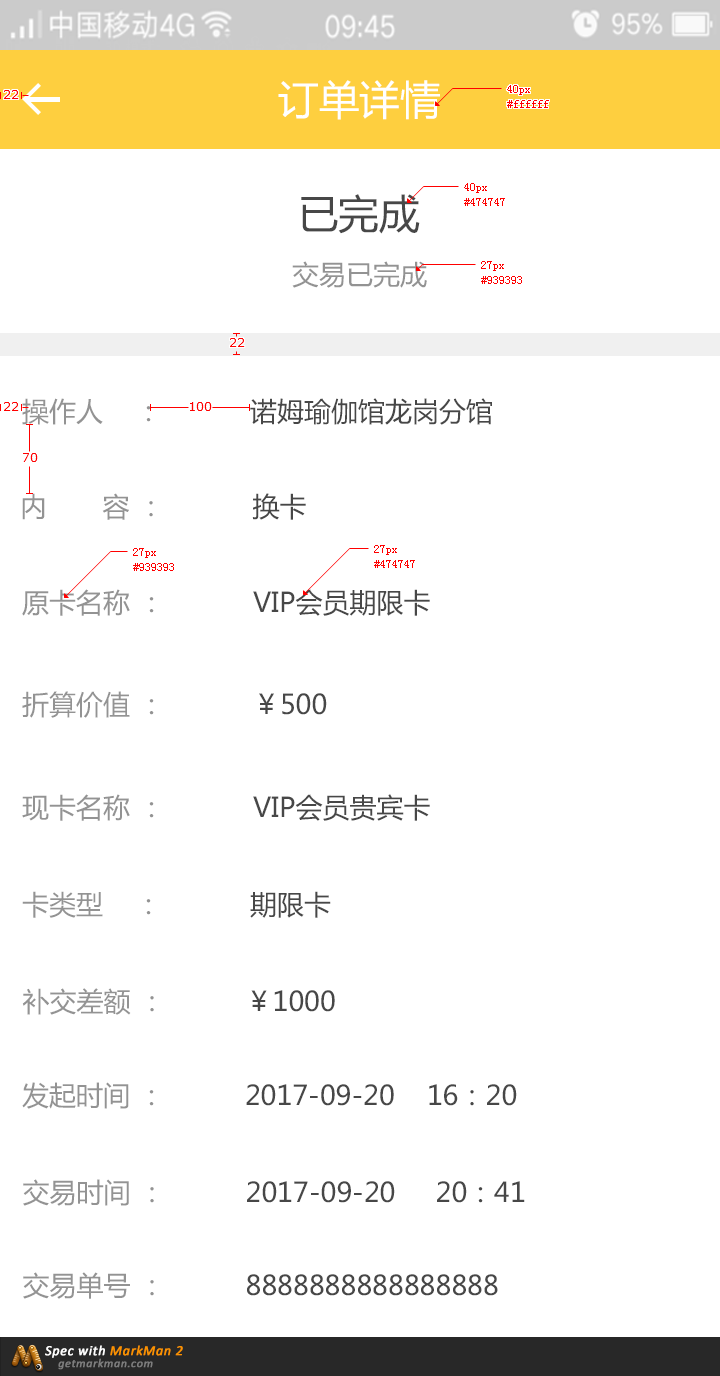 中国移动4G 09:45 95%
22 订单详情 40px
#ffffff
已完成 40px
#474747
交易已完成 27px
#939393
22
22 操作人 : 100 诺姆瑜伽馆龙岗分馆
70
内 容 : 换卡
27px
#939393
27px
#474747
原卡名称 : VIP会员期限卡
折算价值 : ¥500
现卡名称 : VIP会员贵宾卡
卡类型 : 期限卡
补交差额 : ¥1000
发起时间 : 2017-09-20 16:20
交易时间 : 2017-09-20 20:41
交易单号 : 8888888888888888
Spec with MarkMan 2
getmarkman.com